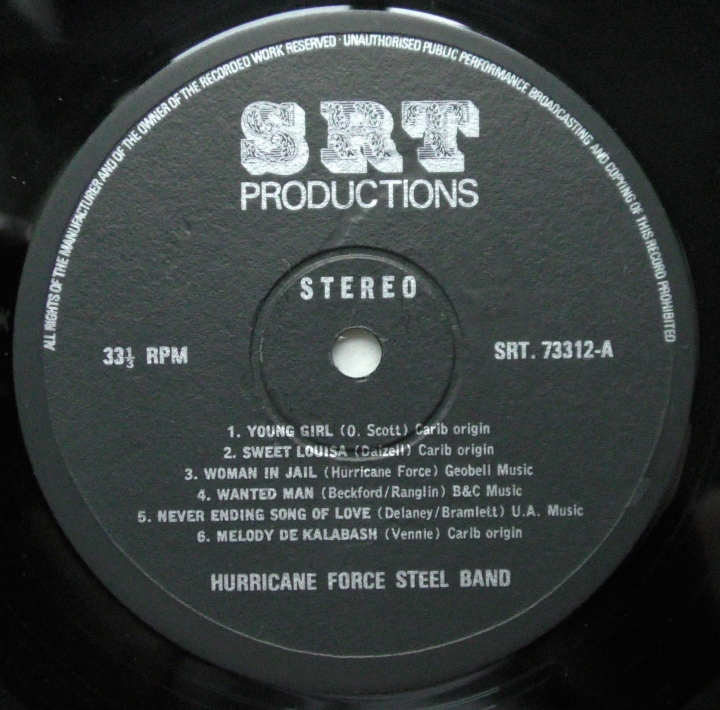 ALL RIGHTS OF THE MANUFACTURER AND OF THE OWNER OF THE RECORDED WORK RESERVED · UNAUTHORISED PUBLIC PERFORMANCE BROADCASTING AND COPYING OF THIS RECORD PROHIBITED
SRT
PRODUCTIONS
STEREO
33⅓ RPM
SRT. 73312-A
1. YOUNG GIRL (O. Scott) Carib origin
2. SWEET LOUISA (Dalzell) Carib origin
3. WOMAN IN JAIL (Hurricane Force) Geobell Music
4. WANTED MAN (Beckford/Ranglin) B&C Music
5. NEVER ENDING SONG OF LOVE (Delaney/Bramlett) U.A. Music
6. MELODY DE KALABASH (Vennie) Carib origin
HURRICANE FORCE STEEL BAND